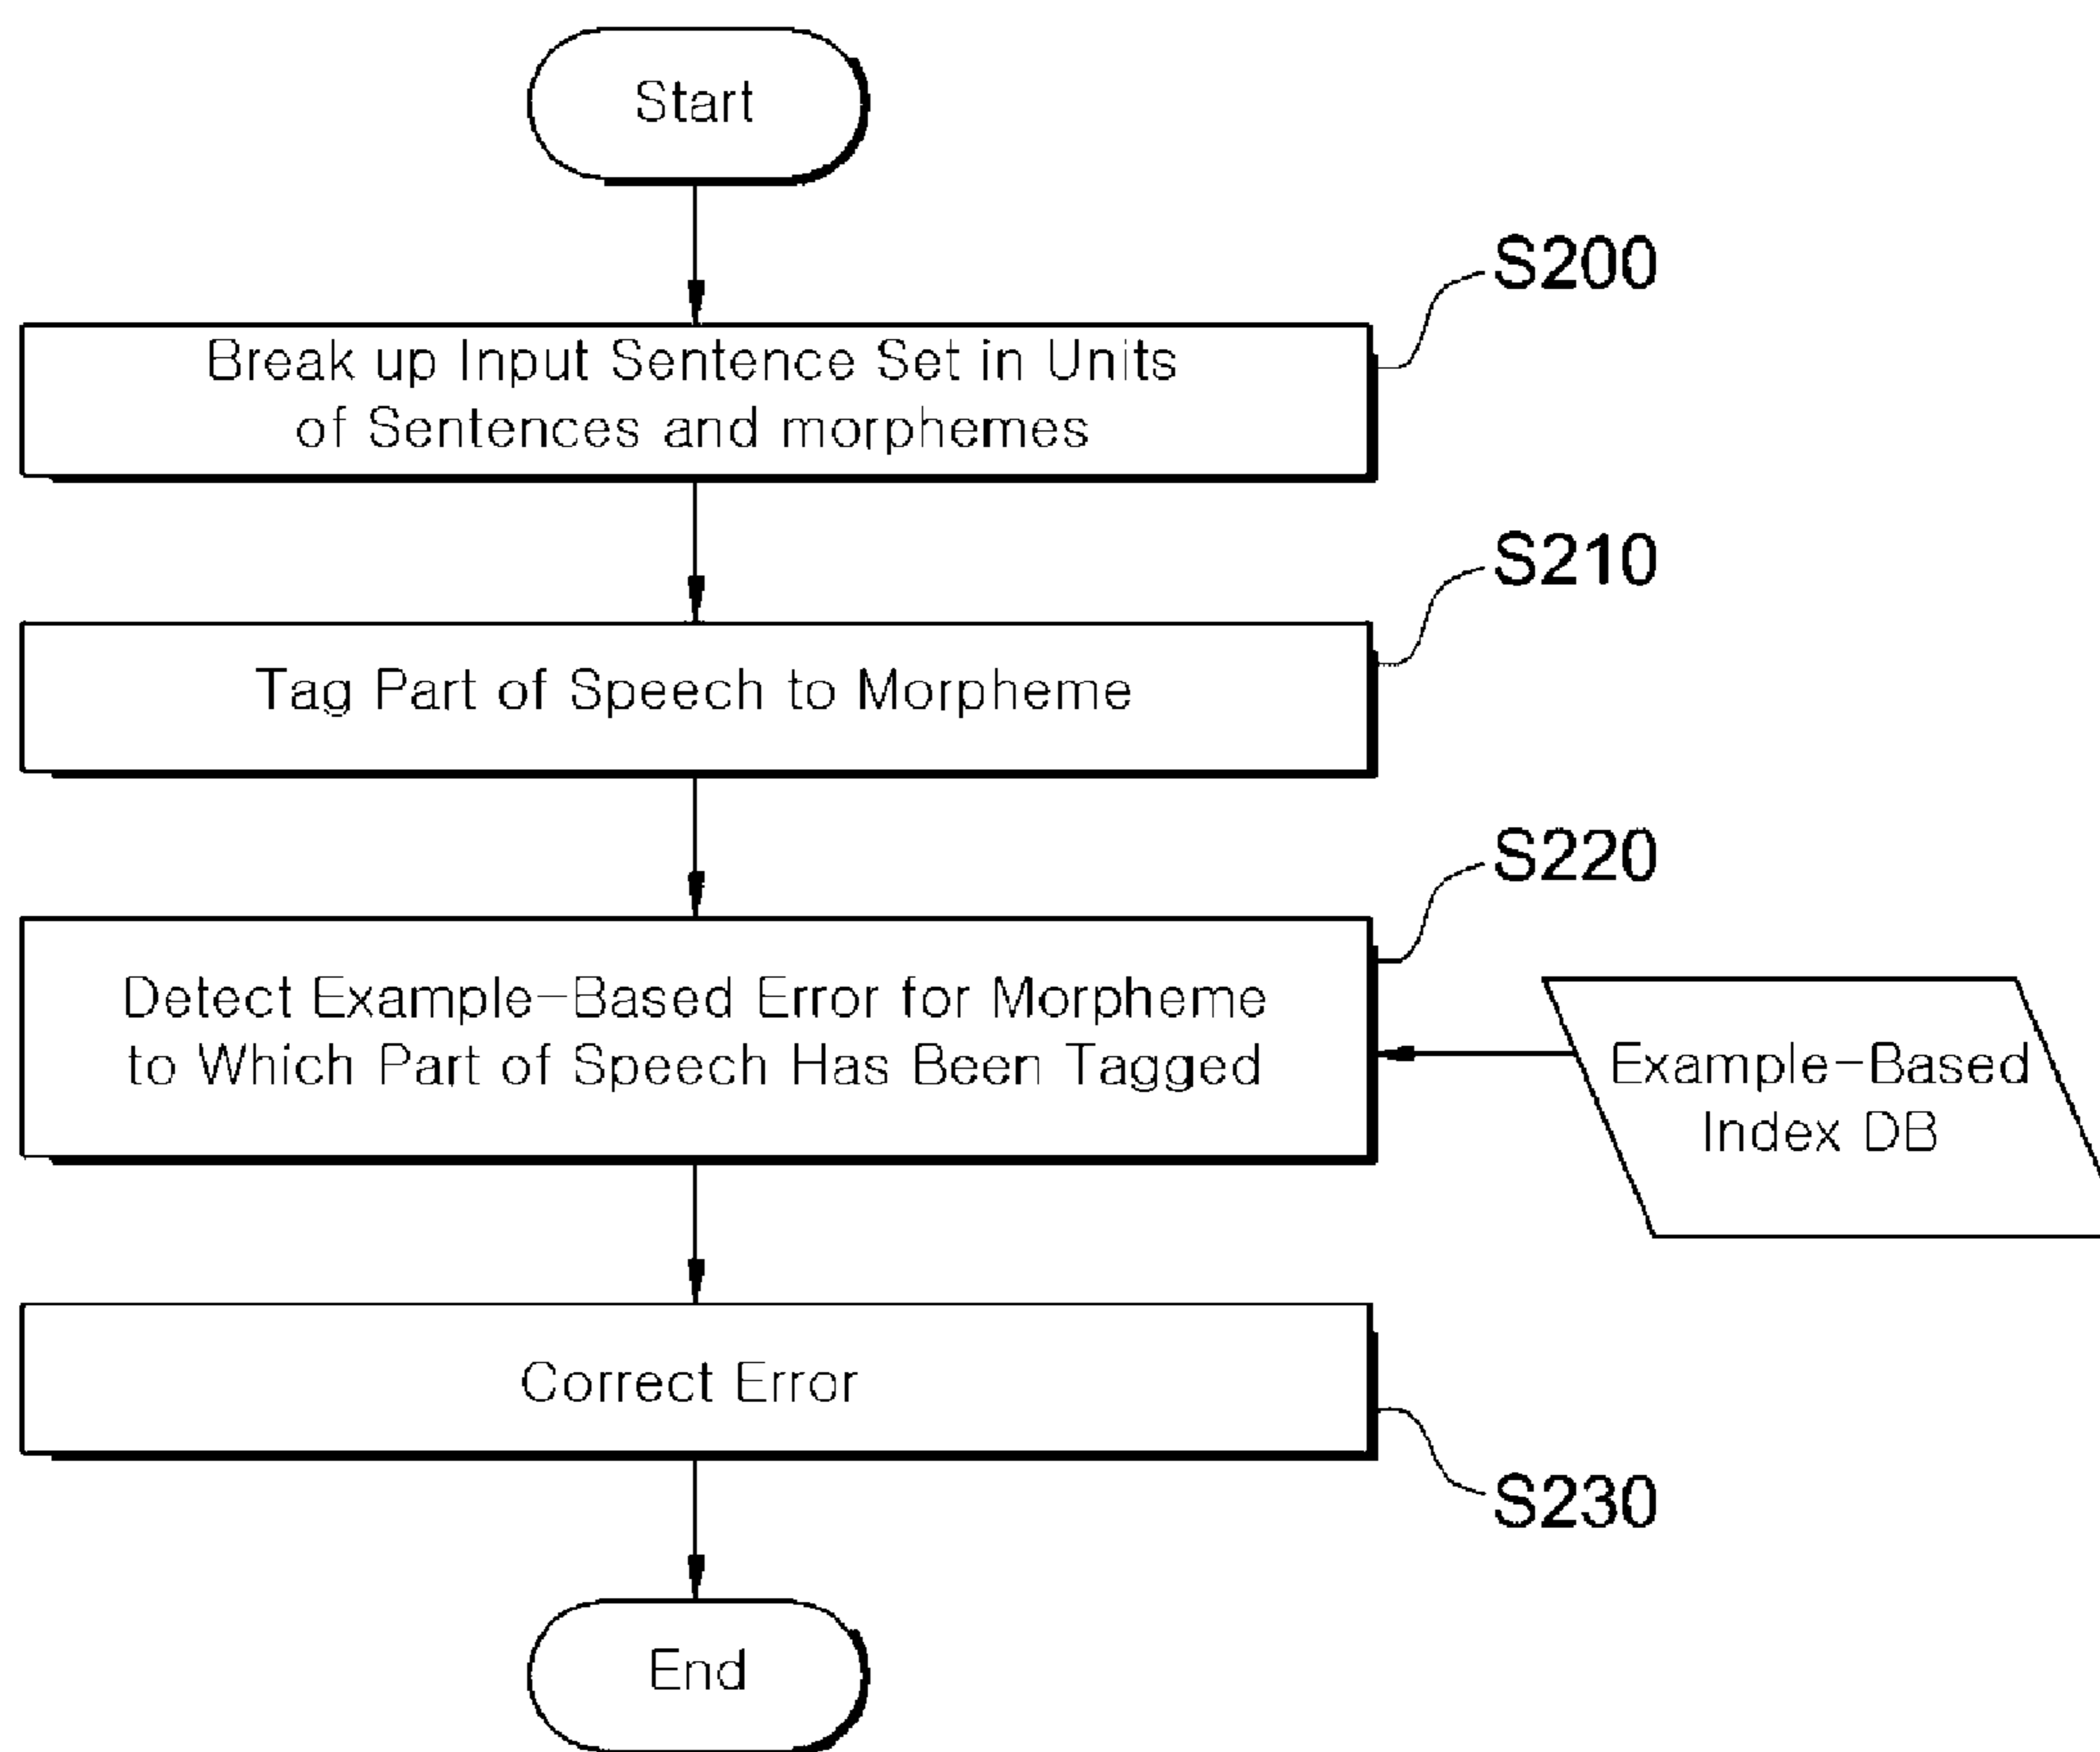 Start
S200
Break up Input Sentence Set in Units
of Sentences and morphemes
S210
Tag Part of Speech to Morpheme
S220
Detect Example-Based Error for Morpheme
to Which Part of Speech Has Been Tagged
Example-Based
Index DB
Correct Error
S230
End